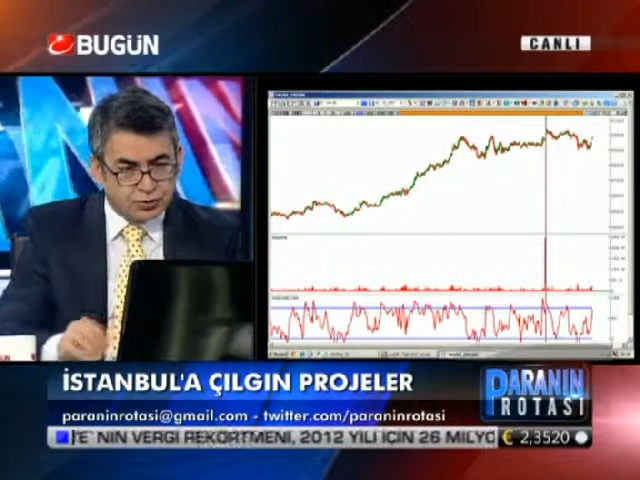 BUGÜN
CANLI
İSTANBUL'A ÇILGIN PROJELER
PARANIN
ROTASI
paraninrotasi@gmail.com - twitter.com/paraninrotasi
'E' NIN VERGİ REKORTMENİ, 2012 YILI İÇİN 26 MİLYO
€ 2,3520